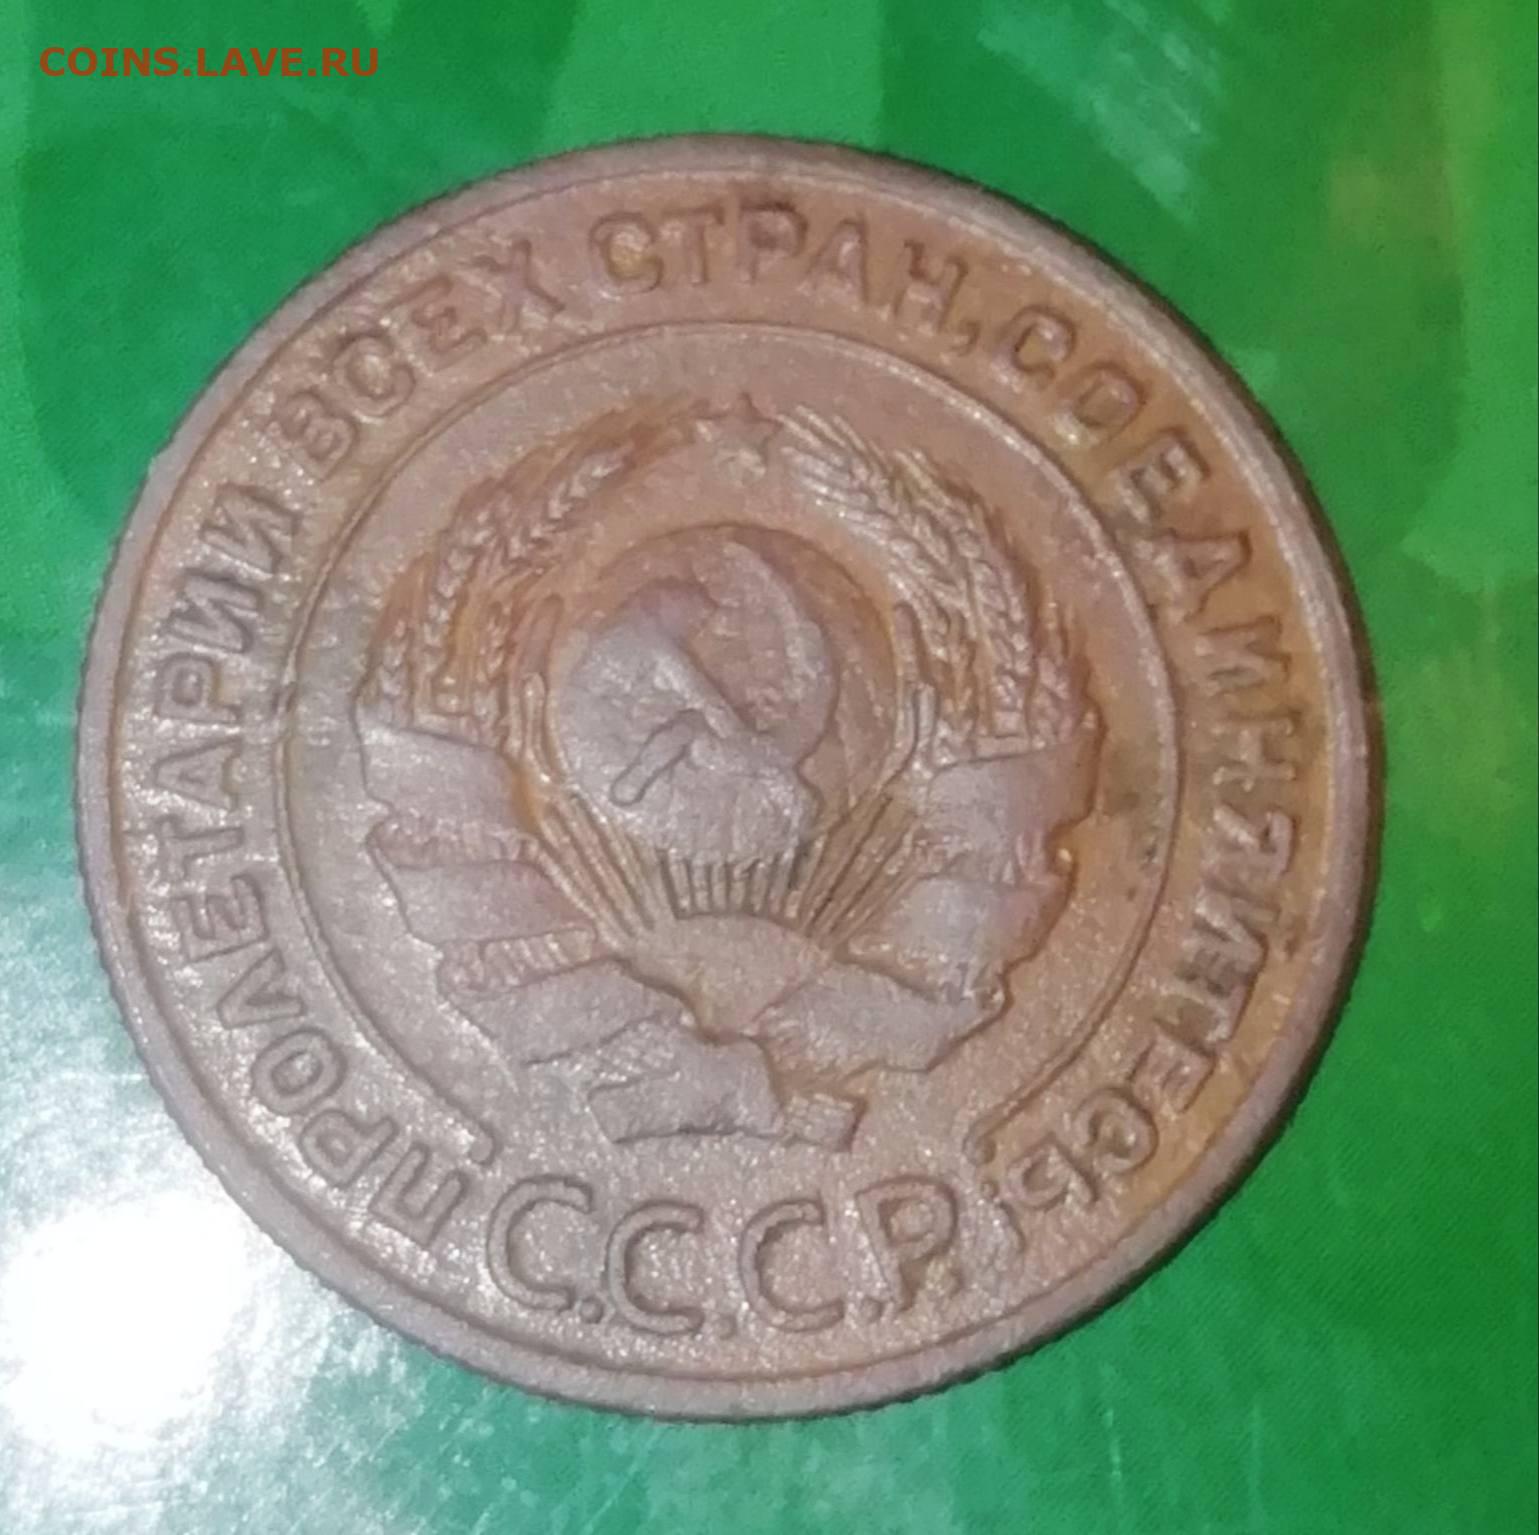 COINS.LAVE.RU
ПРОЛЕТАРИИ ВСЕХ СТРАН, СОЕДИНЯЙТЕСЬ!
С.С.С.Р.